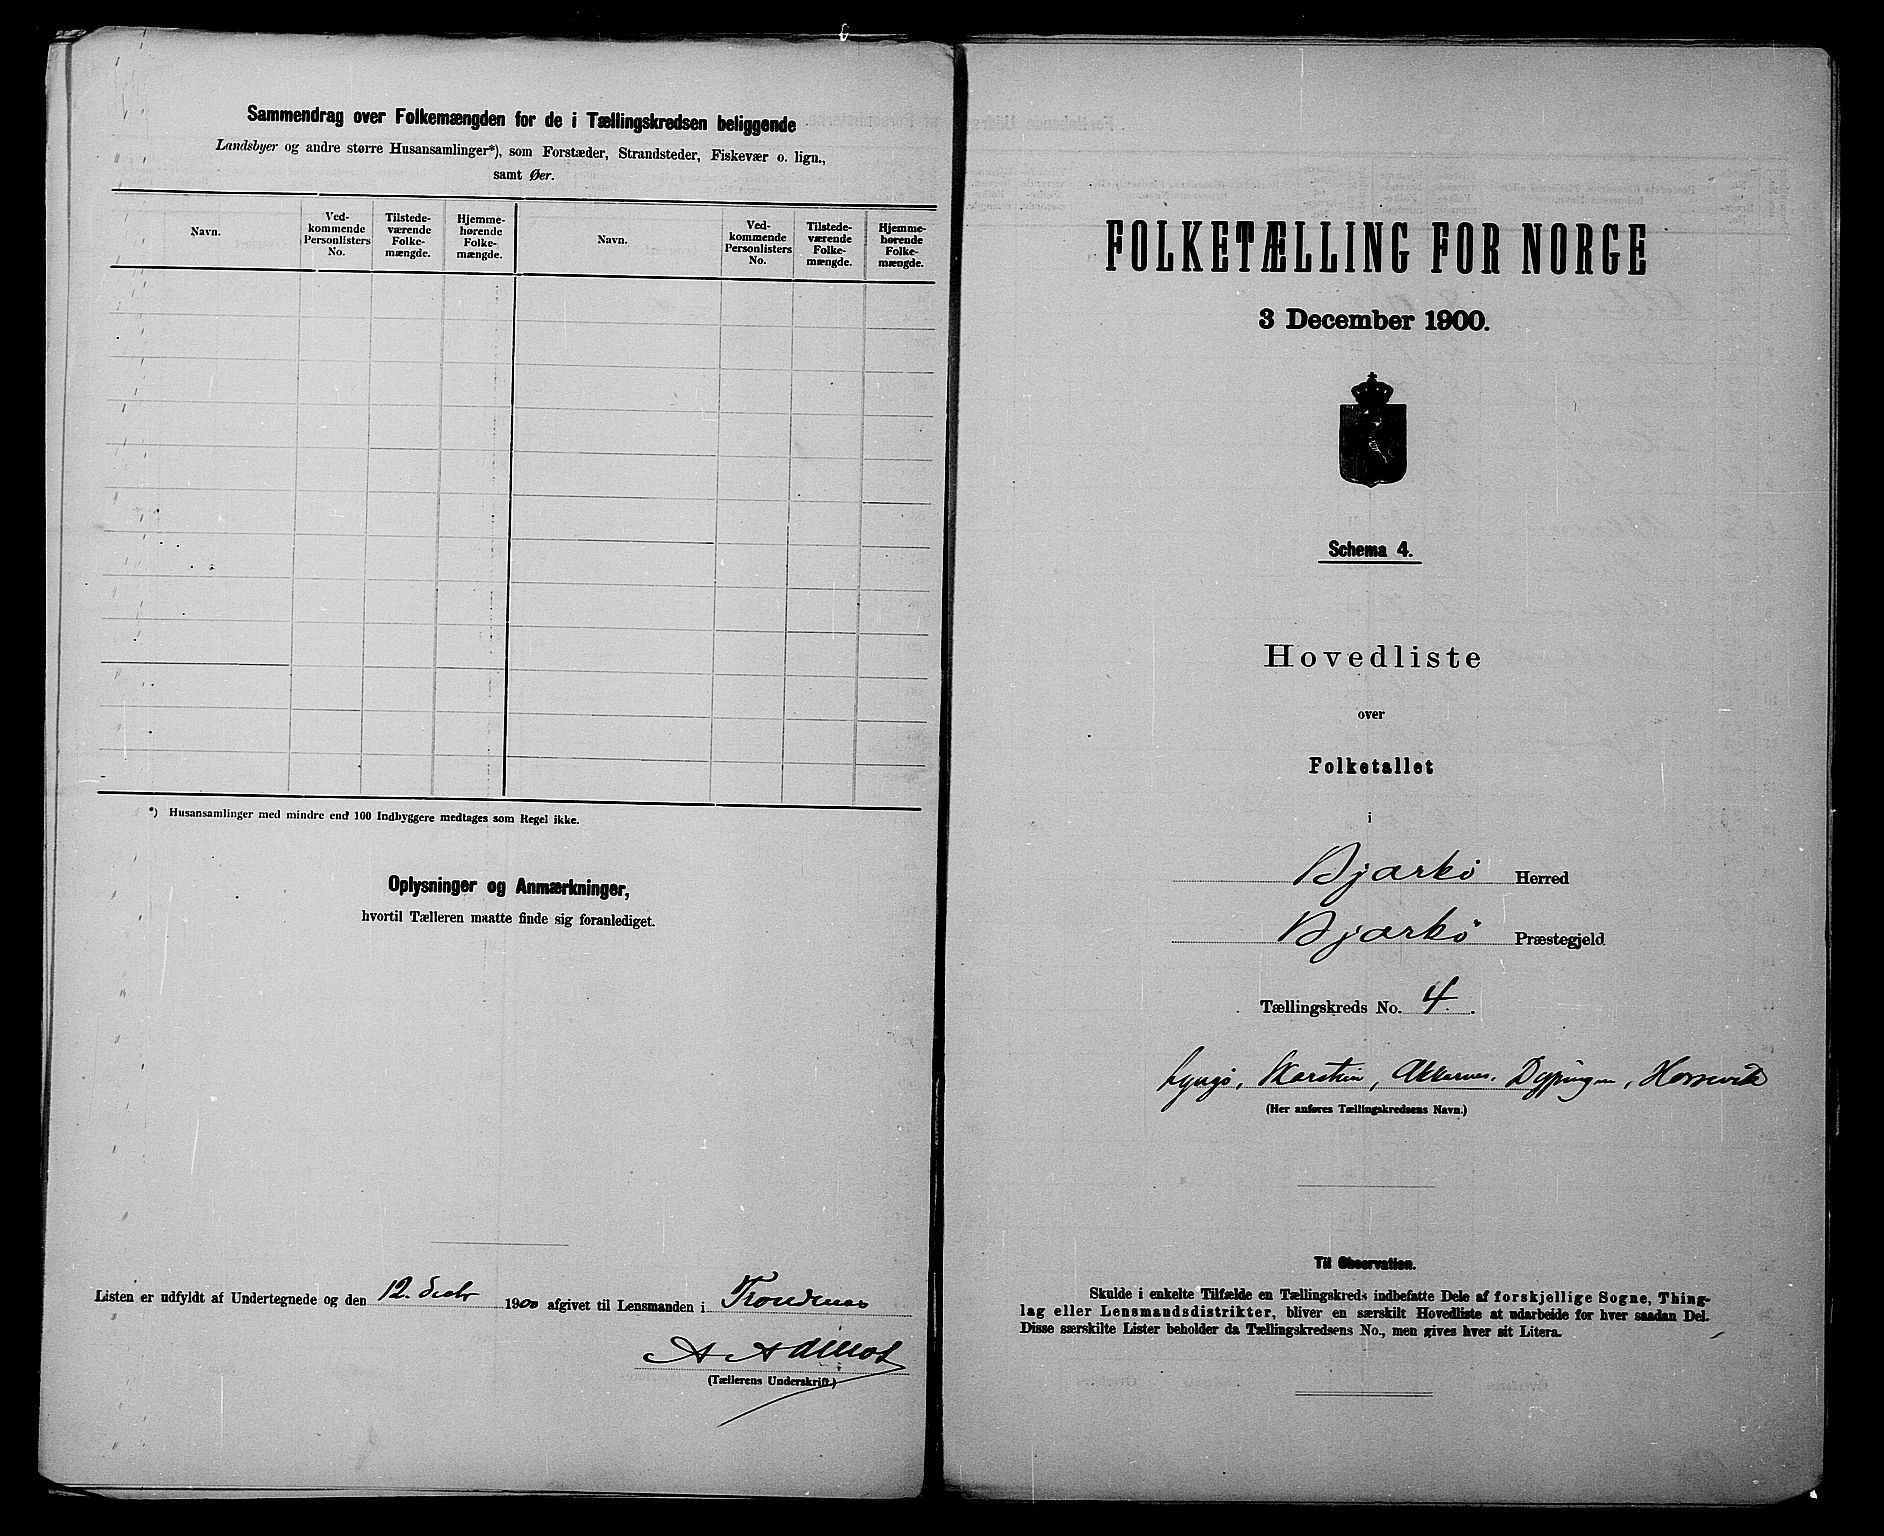 Sammendrag over Folkemængden for de i Tællingskredsen beliggende
Landsbyer og andre større Husansamlinger*), som Forstæder, Strandsteder, Fiskevær o. lign.,
samt Øer.
Navn.
Ved-
kommende
Personlisters
No.
Tilstede-
værende
Folke-
mængde.
Hjemme-
hørende
Folke-
mængde.
Navn.
Ved-
kommende
Personlisters
No.
Tilstede-
værende
Folke-
mængde.
Hjemme-
hørende
Folke-
mængde.
*) Husansamlinger med mindre end 100 Indbyggere medtages som Regel ikke.
Oplysninger og Anmærkninger,
hvortil Tælleren maatte finde sig foranlediget.
Listen er udfyldt af Undertegnede og den 12. decbr 1900 afgivet til Lensmanden i Trondenæs
A Aalmot
(Tællerens Underskrift.)
FOLKETÆLLING FOR NORGE
3 December 1900.
Schema 4.
Hovedliste
over
Folketallet
i
Bjarkö Herred
Bjarkö Præstegjeld
Tællingskreds No. 4.
Lyngö, Akkarnes, Dypingen,
(Her anføres Tællingskredsens Navn.)
Til Observation.
Skulde i enkelte Tilfælde en Tællingskreds indbefatte Dele af forskjellige Sogne, Thing-
lag eller Lensmandsdistrikter, bliver en særskilt Hovedliste at udarbeide for hver saadan Del.
Disse særskilte Lister beholder da Tællingskredsens No., men gives hver sit Litera.